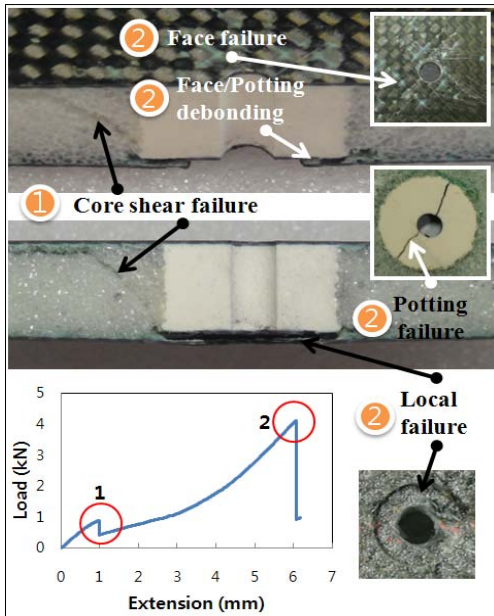 2 Face failure
2 Face/Potting
debonding
1 Core shear failure
2 Potting
failure
2 Local
failure
Load (kN)
5
4
3
2
1
0
1
2
0 1 2 3 4 5 6 7
Extension (mm)